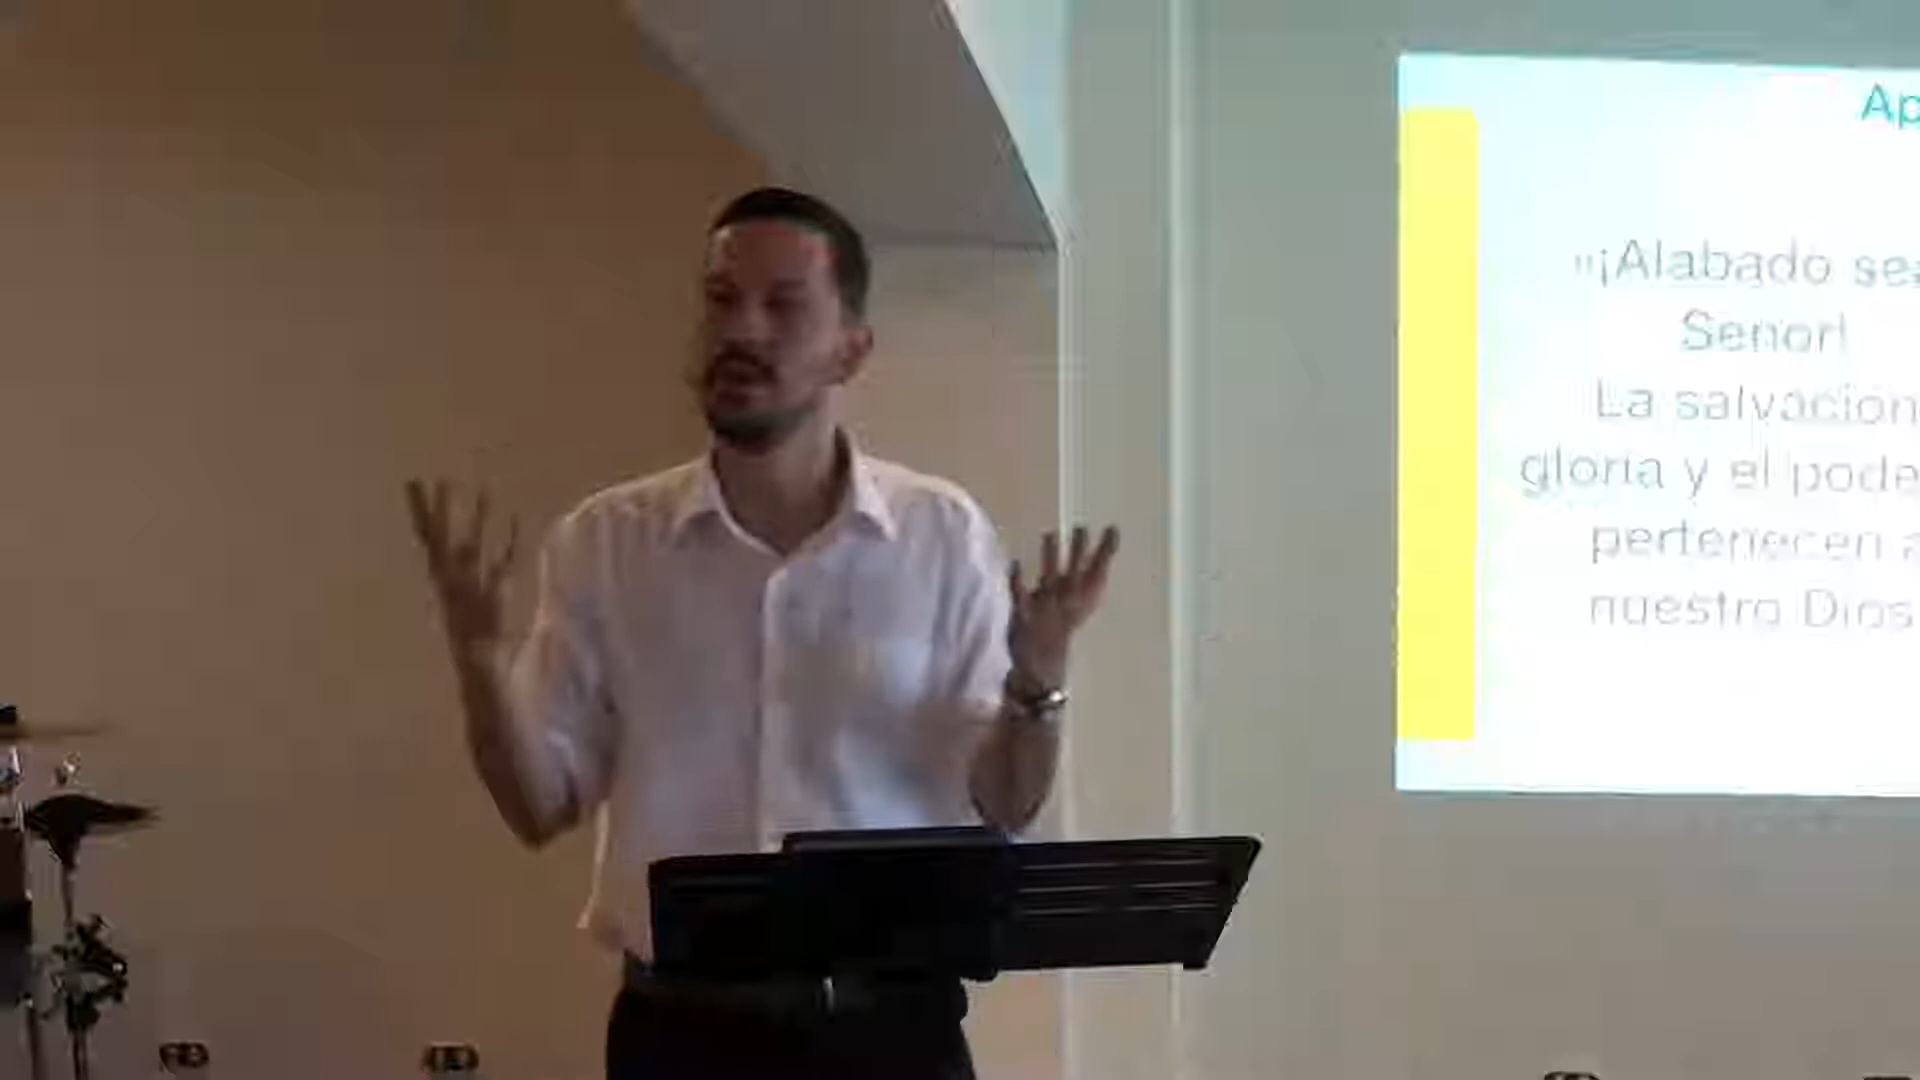 Ap
"¡Alabado sea
Señor!
La salvación
gloria y el pode
pertenecen a
nuestro Dios